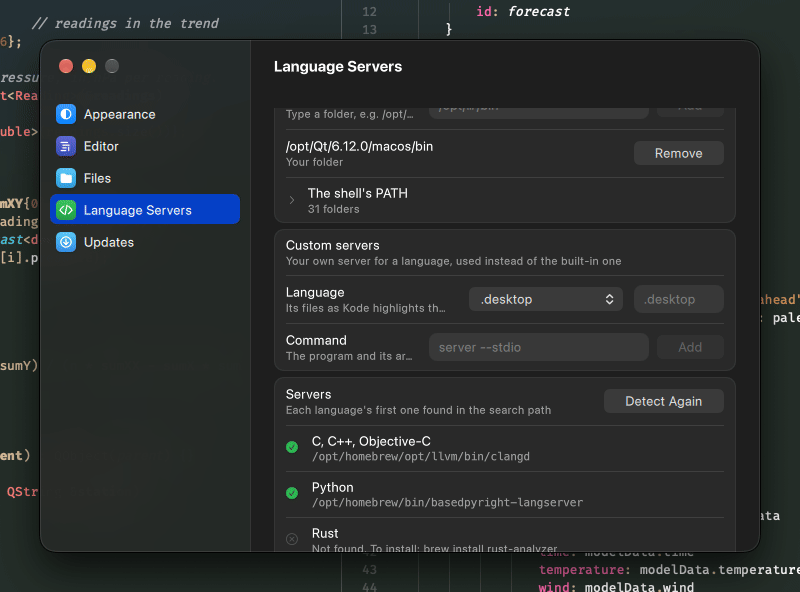 // readings in the trend
12
id: forecast
6};
13
}
Language Servers
ressu
t<Rea
uble>
mXY{0
ading
ast<d
[i].p
sumY)
ent)
QStr
Appearance
Editor
Files
Language Servers
Updates
Type a folder, e.g. /opt/…
Add
/opt/Qt/6.12.0/macos/bin
Your folder
Remove
The shell's PATH
31 folders
Custom servers
Your own server for a language, used instead of the built-in one
Language
Its files as Kode highlights th…
.desktop
.desktop
Command
The program and its ar…
server --stdio
Add
Servers
Each language's first one found in the search path
Detect Again
C, C++, Objective-C
/opt/homebrew/opt/llvm/bin/clangd
Python
/opt/homebrew/bin/basedpyright-langserver
Rust
Not found. To install: brew install rust-analyzer
ahead"
: pale
ata
time: modelData.time
43
temperature: modelData.temperature
44
wind: modelData.wind